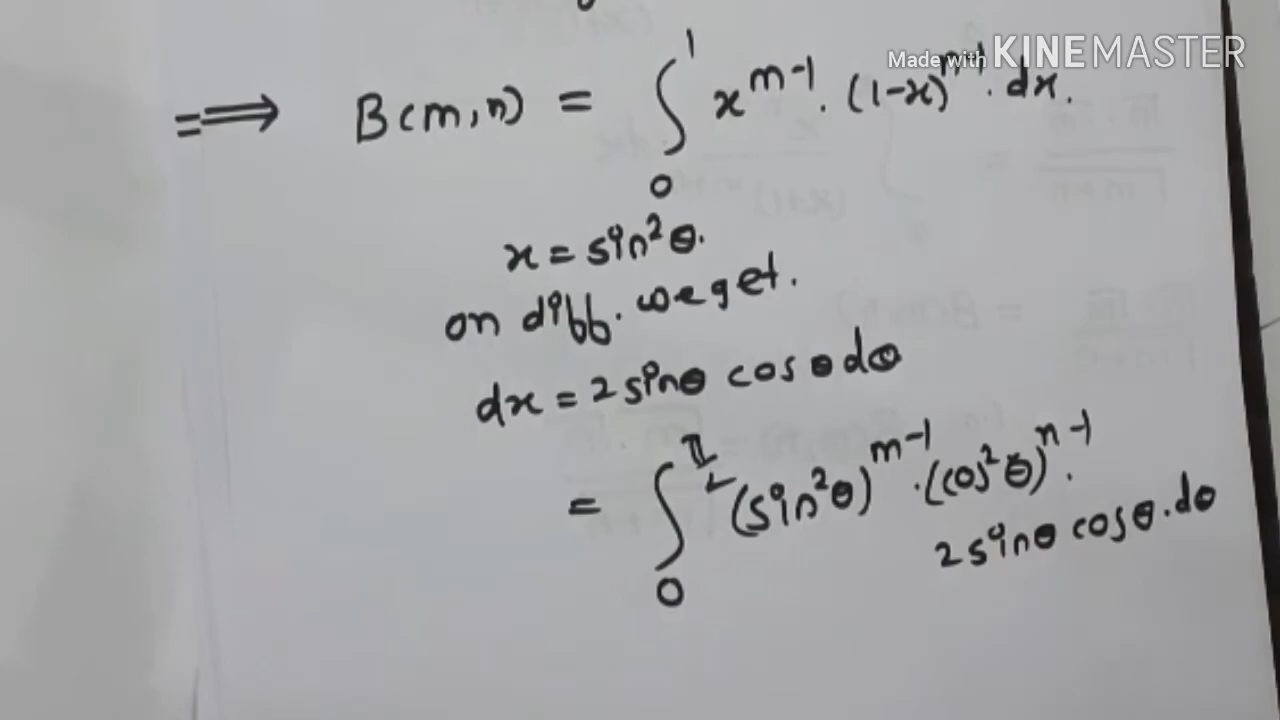 Made with KINEMASTER
=⟹ B(m,n) = ∫₀¹ x^{m-1} . (1-x)^{n-1} . dx.
x = sin²θ.
on diff. we get.
dx = 2 sinθ cosθ dθ
= ∫₀^{π/2} (sin²θ)^{m-1} . (cos²θ)^{n-1} .
2 sinθ cosθ . dθ